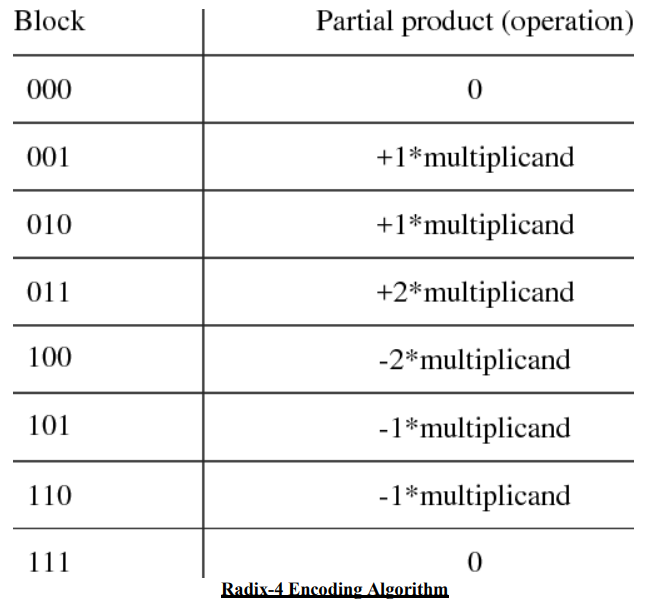 Block Partial product (operation)
000 0
001 +1*multiplicand
010 +1*multiplicand
011 +2*multiplicand
100 -2*multiplicand
101 -1*multiplicand
110 -1*multiplicand
111 0
Radix-4 Encoding Algorithm